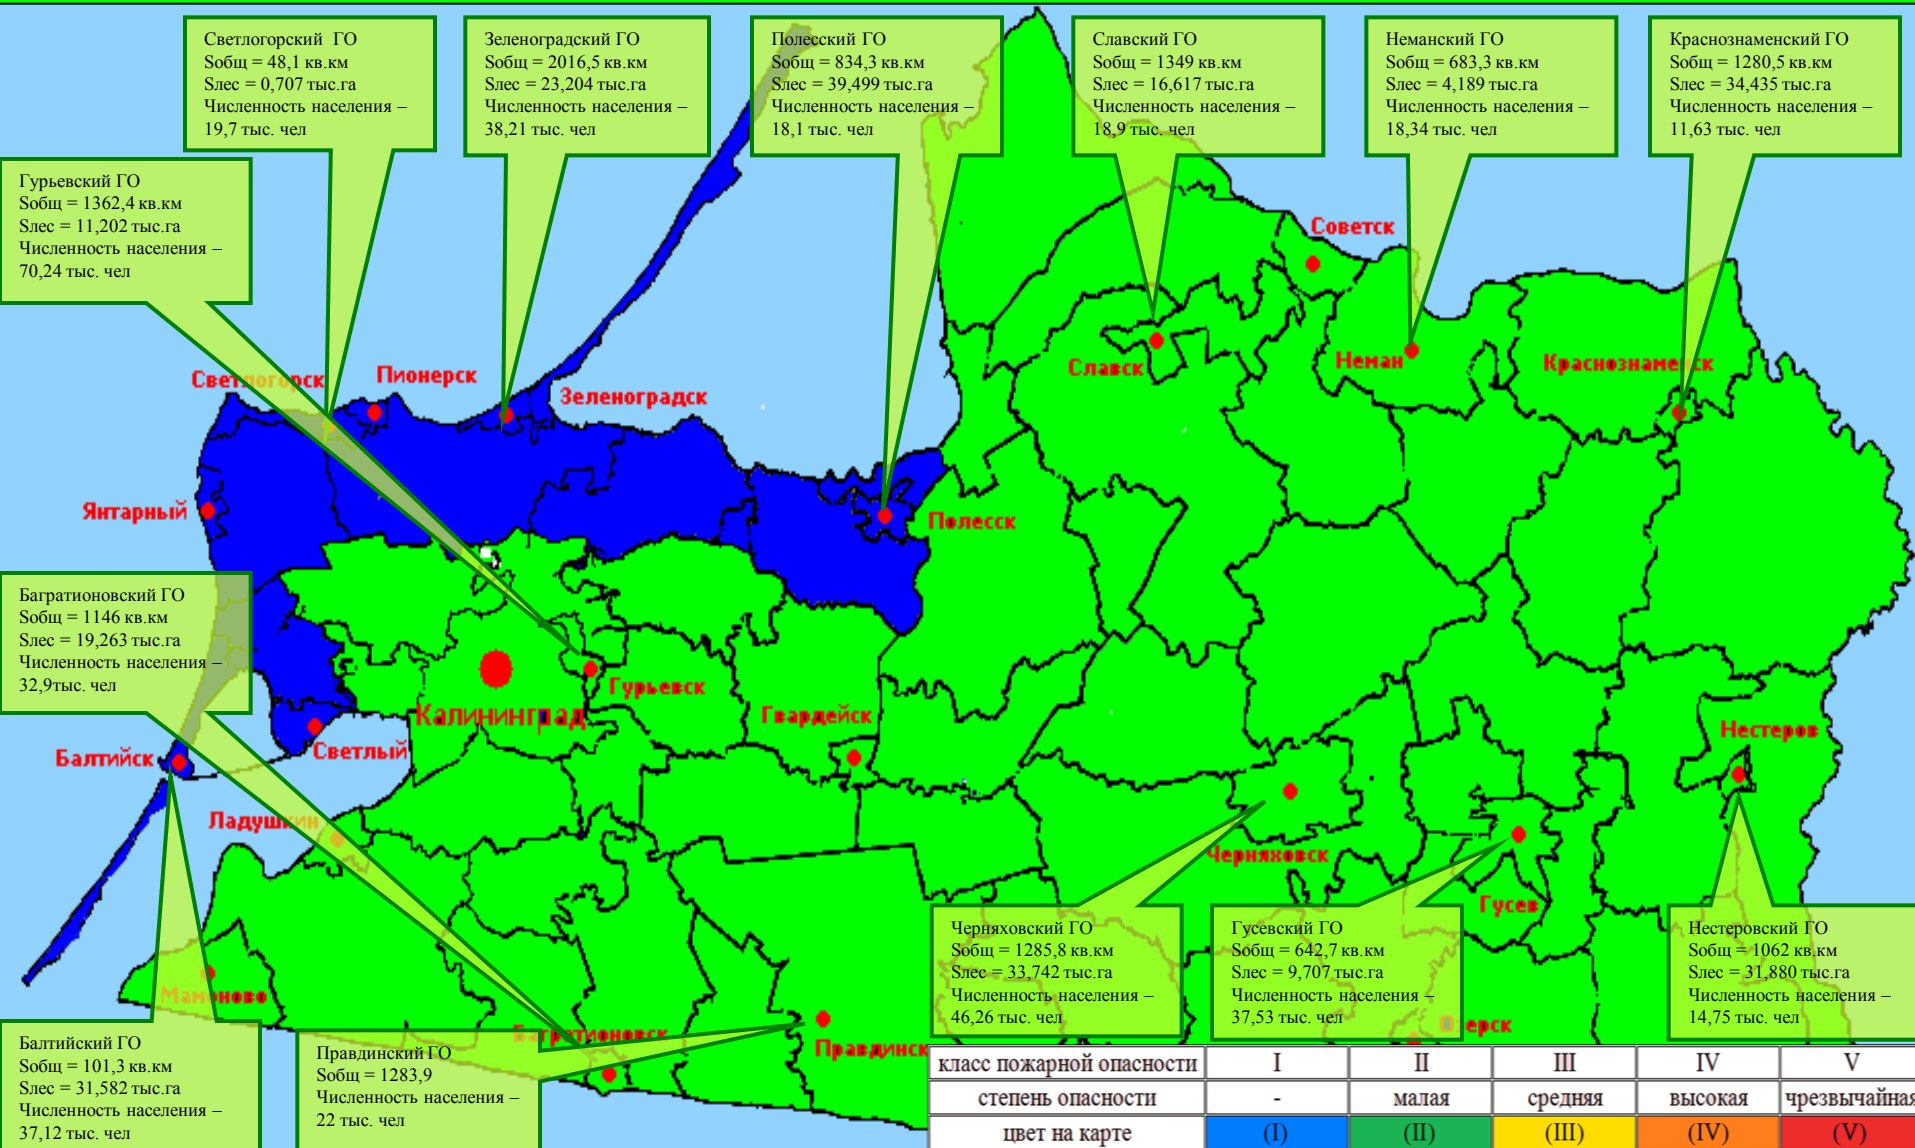 Светлогорский ГО
Sобщ = 48,1 кв.км
Sлес = 0,707 тыс.га
Численность населения –
19,7 тыс. чел
Зеленоградский ГО
Sобщ = 2016,5 кв.км
Sлес = 23,204 тыс.га
Численность населения –
38,21 тыс. чел
Полесский ГО
Sобщ = 834,3 кв.км
Sлес = 39,499 тыс.га
Численность населения –
18,1 тыс. чел
Славский ГО
Sобщ = 1349 кв.км
Sлес = 16,617 тыс.га
Численность населения –
18,9 тыс. чел
Неманский ГО
Sобщ = 683,3 кв.км
Sлес = 4,189 тыс.га
Численность населения –
18,34 тыс. чел
Краснознаменский ГО
Sобщ = 1280,5 кв.км
Sлес = 34,435 тыс.га
Численность населения –
11,63 тыс. чел
Гурьевский ГО
Sобщ = 1362,4 кв.км
Sлес = 11,202 тыс.га
Численность населения –
70,24 тыс. чел
Советск
Славск
Неман
Краснознаменск
Светлогорск
Пионерск
Зеленоградск
Янтарный
Полесск
Багратионовский ГО
Sобщ = 1146 кв.км
Sлес = 19,263 тыс.га
Численность населения –
32,9тыс. чел
Гурьевск
Калининград
Гвардейск
Нестеров
Светлый
Балтийск
Ладушкин
Черняховск
Гусев
Черняховский ГО
Sобщ = 1285,8 кв.км
Sлес = 33,742 тыс.га
Численность населения –
46,26 тыс. чел
Гусевский ГО
Sобщ = 642,7 кв.км
Sлес = 9,707 тыс.га
Численность населения –
37,53 тыс. чел
Нестеровский ГО
Sобщ = 1062 кв.км
Sлес = 31,880 тыс.га
Численность населения –
14,75 тыс. чел
Мамоново
Багратионовск
Правдинск
ерск
Балтийский ГО
Sобщ = 101,3 кв.км
Sлес = 31,582 тыс.га
Численность населения –
37,12 тыс. чел
Правдинский ГО
Sобщ = 1283,9
Численность населения –
22 тыс. чел
класс пожарной опасности I II III IV V
степень опасности - малая средняя высокая чрезвычайная
цвет на карте (I) (II) (III) (IV) (V)